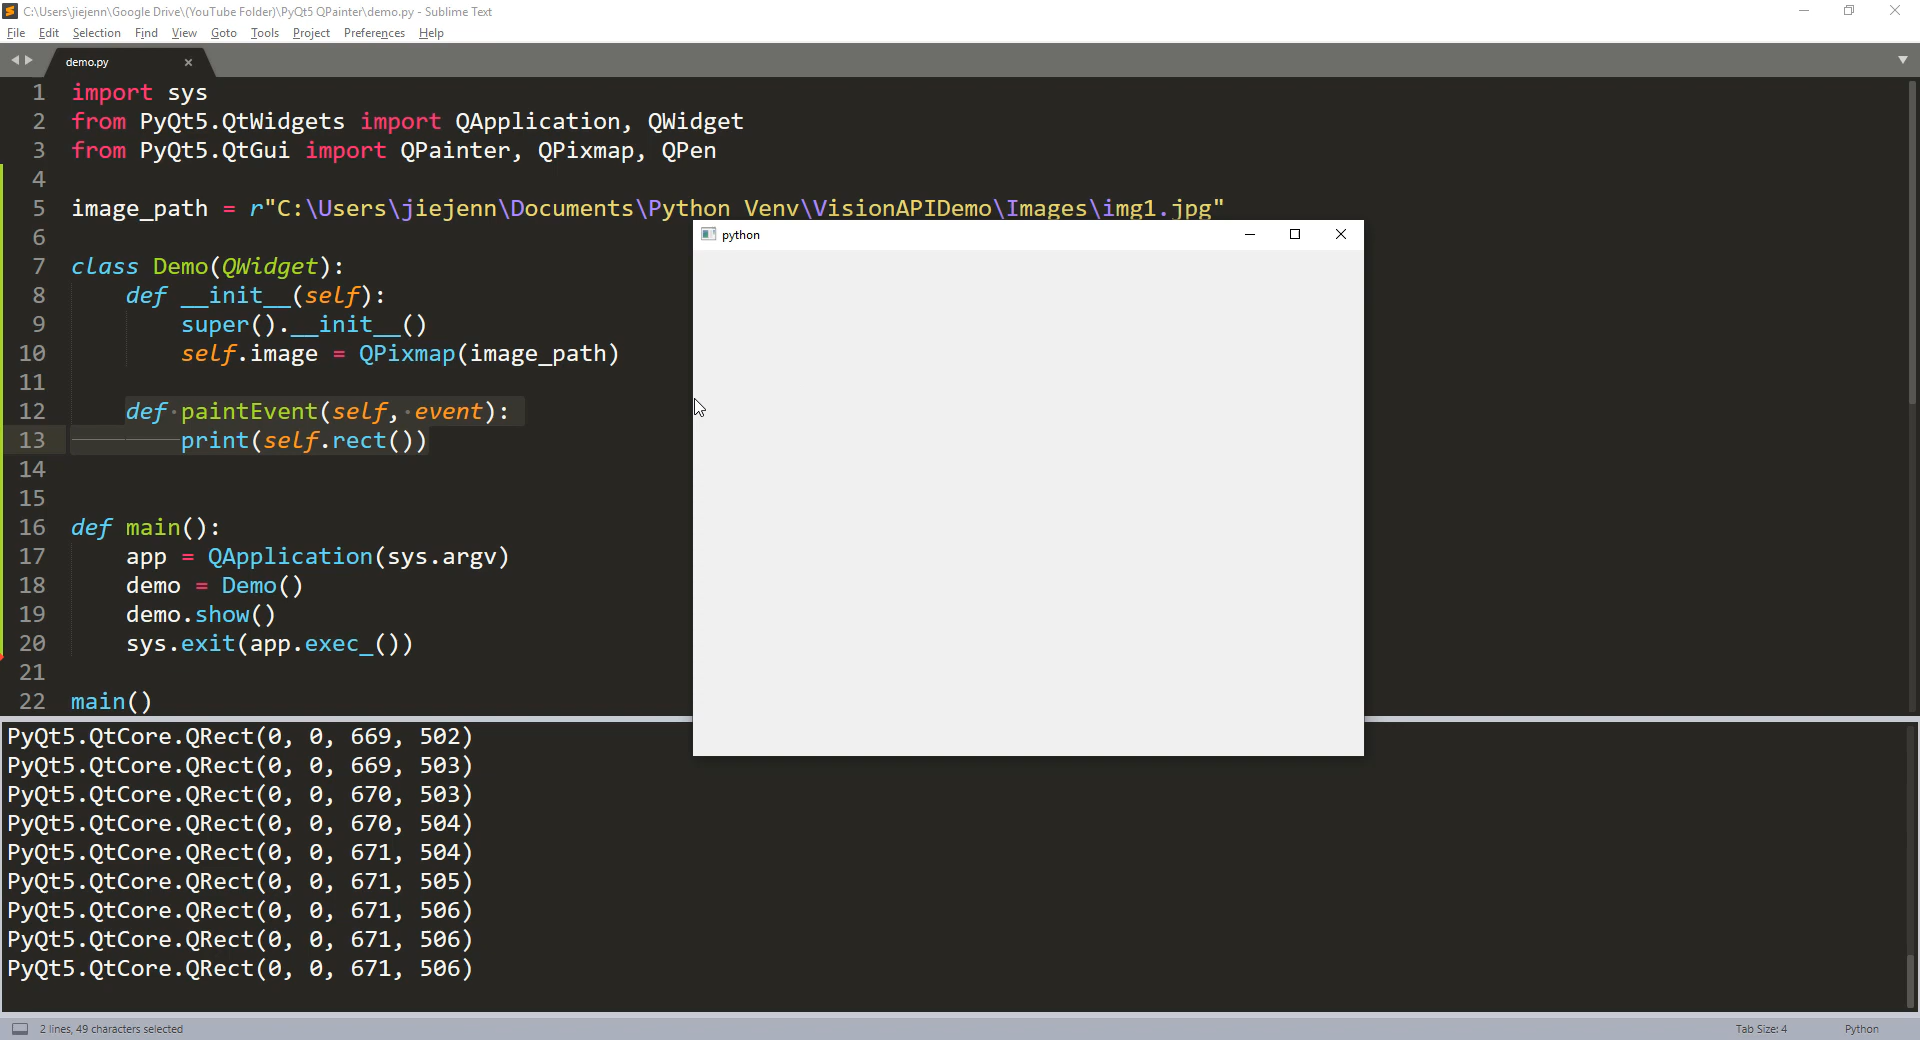 C:\Users\jiejenn\Google Drive\(YouTube Folder)\PyQt5 QPainter\demo.py - Sublime Text
File Edit Selection Find View Goto Tools Project Preferences Help
demo.py
1 import sys
2 from PyQt5.QtWidgets import QApplication, QWidget
3 from PyQt5.QtGui import QPainter, QPixmap, QPen
4
5 image_path = r"C:\Users\jiejenn\Documents\Python Venv\VisionAPIDemo\Images\img1.jpg"
6
python
7 class Demo(QWidget):
8 def __init__(self):
9 super().__init__()
10 self.image = QPixmap(image_path)
11
12 def paintEvent(self, event):
13 print(self.rect())
14
15
16 def main():
17 app = QApplication(sys.argv)
18 demo = Demo()
19 demo.show()
20 sys.exit(app.exec_())
21
22 main()
PyQt5.QtCore.QRect(0, 0, 669, 502)
PyQt5.QtCore.QRect(0, 0, 669, 503)
PyQt5.QtCore.QRect(0, 0, 670, 503)
PyQt5.QtCore.QRect(0, 0, 670, 504)
PyQt5.QtCore.QRect(0, 0, 671, 504)
PyQt5.QtCore.QRect(0, 0, 671, 505)
PyQt5.QtCore.QRect(0, 0, 671, 506)
PyQt5.QtCore.QRect(0, 0, 671, 506)
PyQt5.QtCore.QRect(0, 0, 671, 506)
2 lines, 49 characters selected Tab Size: 4 Python